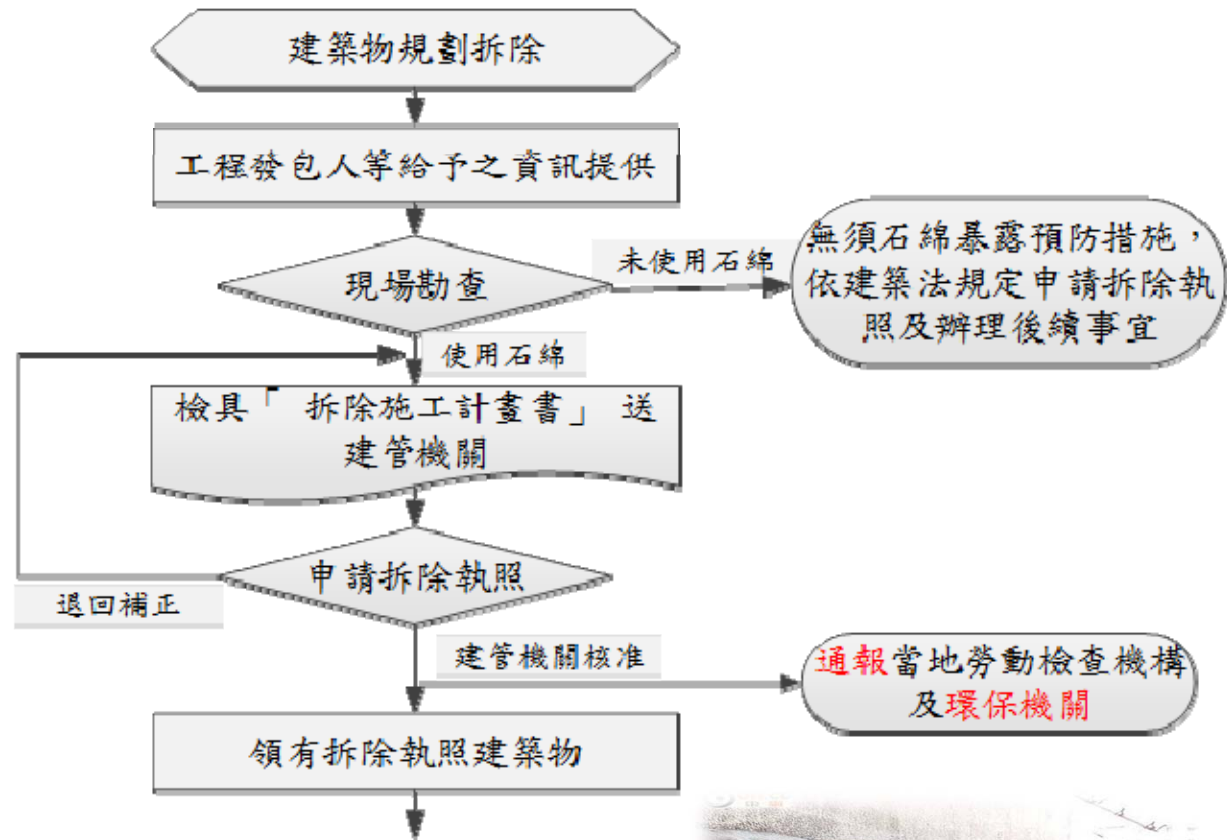 建築物規劃拆除
工程發包人等給予之資訊提供
現場勘查
未使用石綿
無須石綿暴露預防措施，
依建築法規定申請拆除執
照及辦理後續事宜
使用石綿
檢具「 拆除施工計畫書」 送
建管機關
申請拆除執照
退回補正
建管機關核准
通報當地勞動檢查機構
及環保機關
領有拆除執照建築物